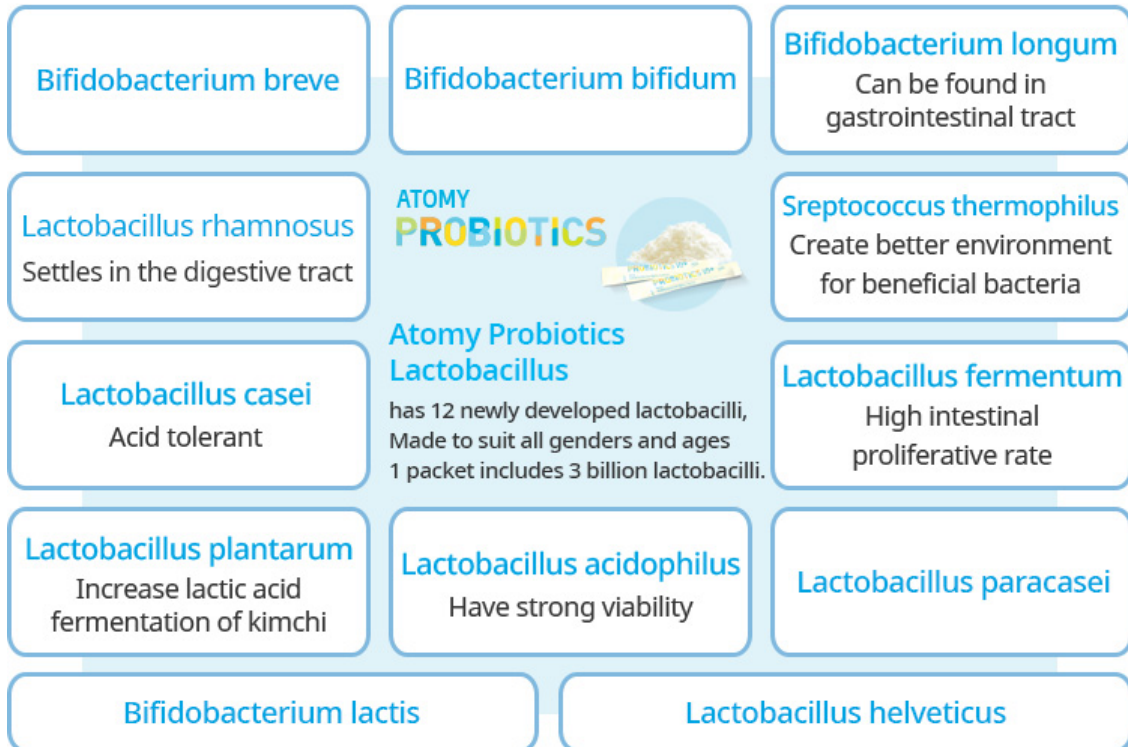 Bifidobacterium breve
Bifidobacterium bifidum
Bifidobacterium longum
Can be found in
gastrointestinal tract
Lactobacillus rhamnosus
Settles in the digestive tract
ATOMY
PROBIOTICS
Sreptococcus thermophilus
Create better environment
for beneficial bacteria
Atomy Probiotics
Lactobacillus
has 12 newly developed lactobacilli,
Made to suit all genders and ages
1 packet includes 3 billion lactobacilli.
Lactobacillus casei
Acid tolerant
Lactobacillus fermentum
High intestinal
proliferative rate
Lactobacillus plantarum
Increase lactic acid
fermentation of kimchi
Lactobacillus acidophilus
Have strong viability
Lactobacillus paracasei
Bifidobacterium lactis
Lactobacillus helveticus